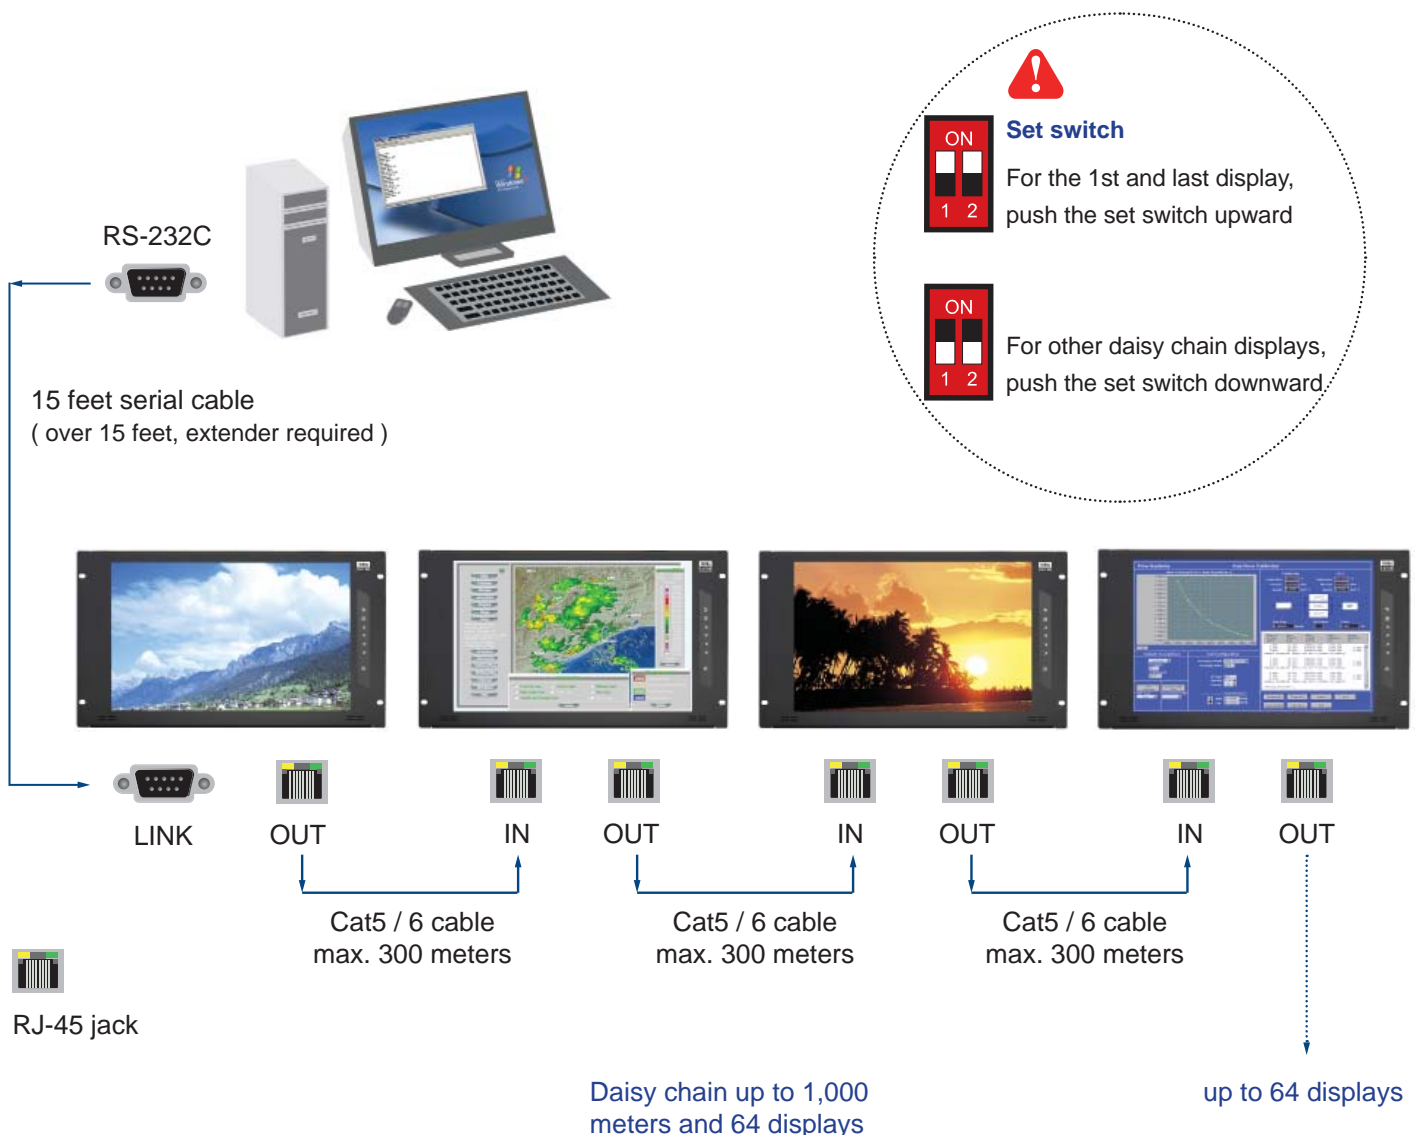 Set switch
ON
1 2
For the 1st and last display,
push the set switch upward
RS-232C
Windows
ON
1 2
For other daisy chain displays,
push the set switch downward.
15 feet serial cable
( over 15 feet, extender required )
LINK OUT IN OUT IN OUT IN OUT
Cat5 / 6 cable
max. 300 meters
Cat5 / 6 cable
max. 300 meters
Cat5 / 6 cable
max. 300 meters
RJ-45 jack
Daisy chain up to 1,000
meters and 64 displays
up to 64 displays